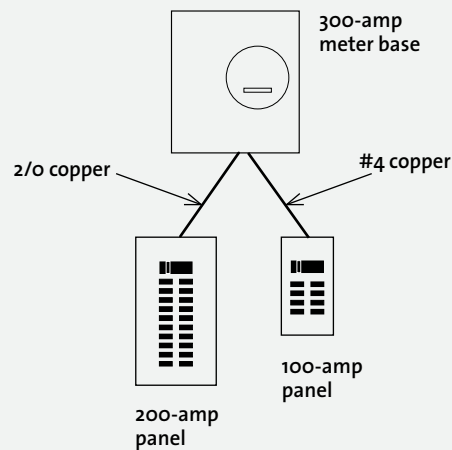 300-amp
meter base
2/0 copper
#4 copper
200-amp
panel
100-amp
panel